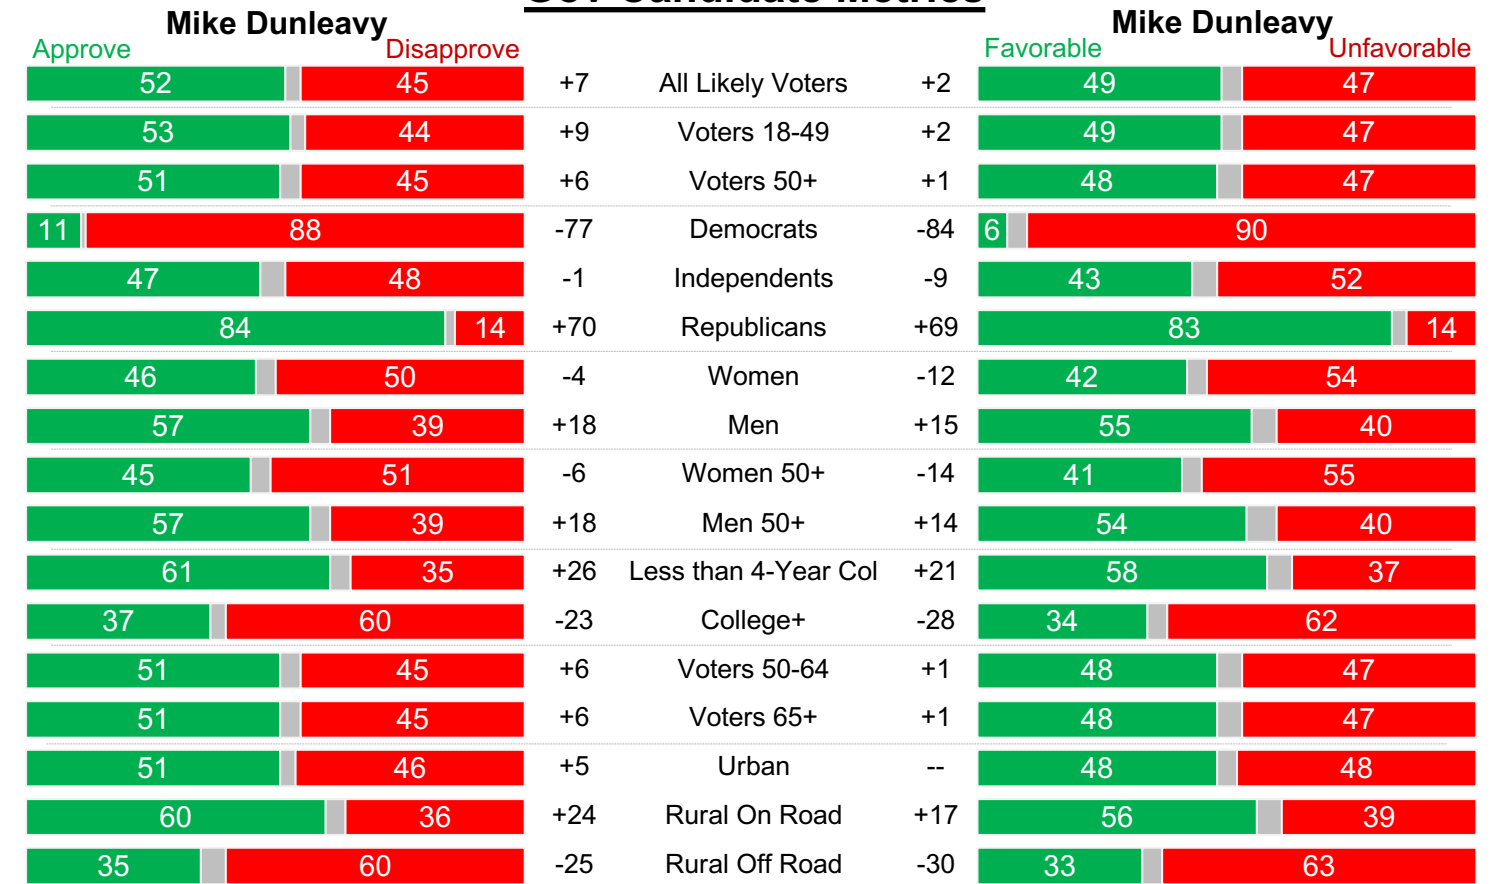 Mike Dunleavy Mike Dunleavy
Approve Disapprove Favorable Unfavorable
52 45 +7 All Likely Voters +2 49 47
53 44 +9 Voters 18-49 +2 49 47
51 45 +6 Voters 50+ +1 48 47
11 88 -77 Democrats -84 6 90
47 48 -1 Independents -9 43 52
84 14 +70 Republicans +69 83 14
46 50 -4 Women -12 42 54
57 39 +18 Men +15 55 40
45 51 -6 Women 50+ -14 41 55
57 39 +18 Men 50+ +14 54 40
61 35 +26 Less than 4-Year Col +21 58 37
37 60 -23 College+ -28 34 62
51 45 +6 Voters 50-64 +1 48 47
51 45 +6 Voters 65+ +1 48 47
51 46 +5 Urban -- 48 48
60 36 +24 Rural On Road +17 56 39
35 60 -25 Rural Off Road -30 33 63